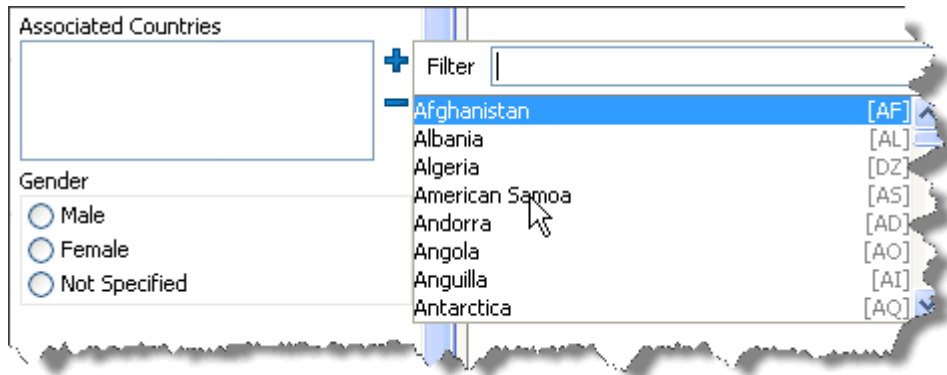 Associated Countries
Filter
Afghanistan [AF]
Albania [AL]
Algeria [DZ]
American Samoa [AS]
Andorra [AD]
Angola [AO]
Anguilla [AI]
Antarctica [AQ]
Gender
Male
Female
Not Specified